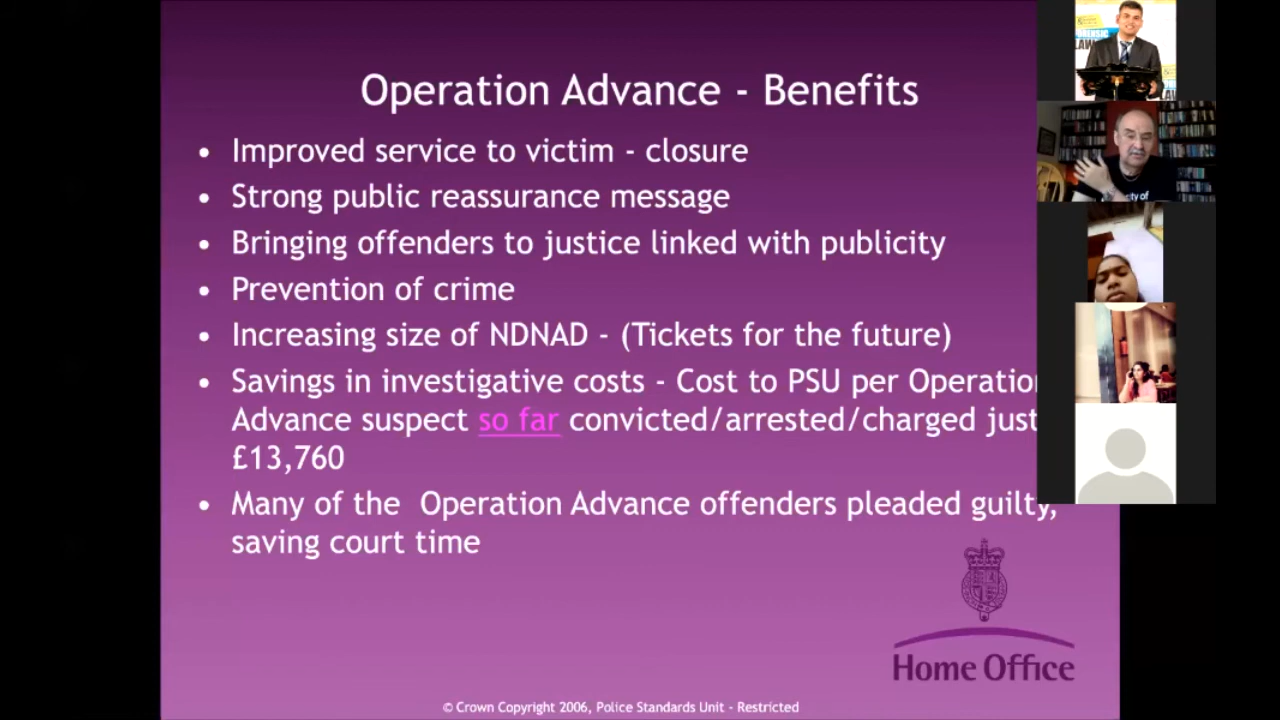 Operation Advance - Benefits
• Improved service to victim - closure
• Strong public reassurance message
• Bringing offenders to justice linked with publicity
• Prevention of crime
• Increasing size of NDNAD - (Tickets for the future)
• Savings in investigative costs - Cost to PSU per Operation
Advance suspect so far convicted/arrested/charged just
£13,760
• Many of the Operation Advance offenders pleaded guilty,
saving court time
Home Office
© Crown Copyright 2006, Police Standards Unit - Restricted